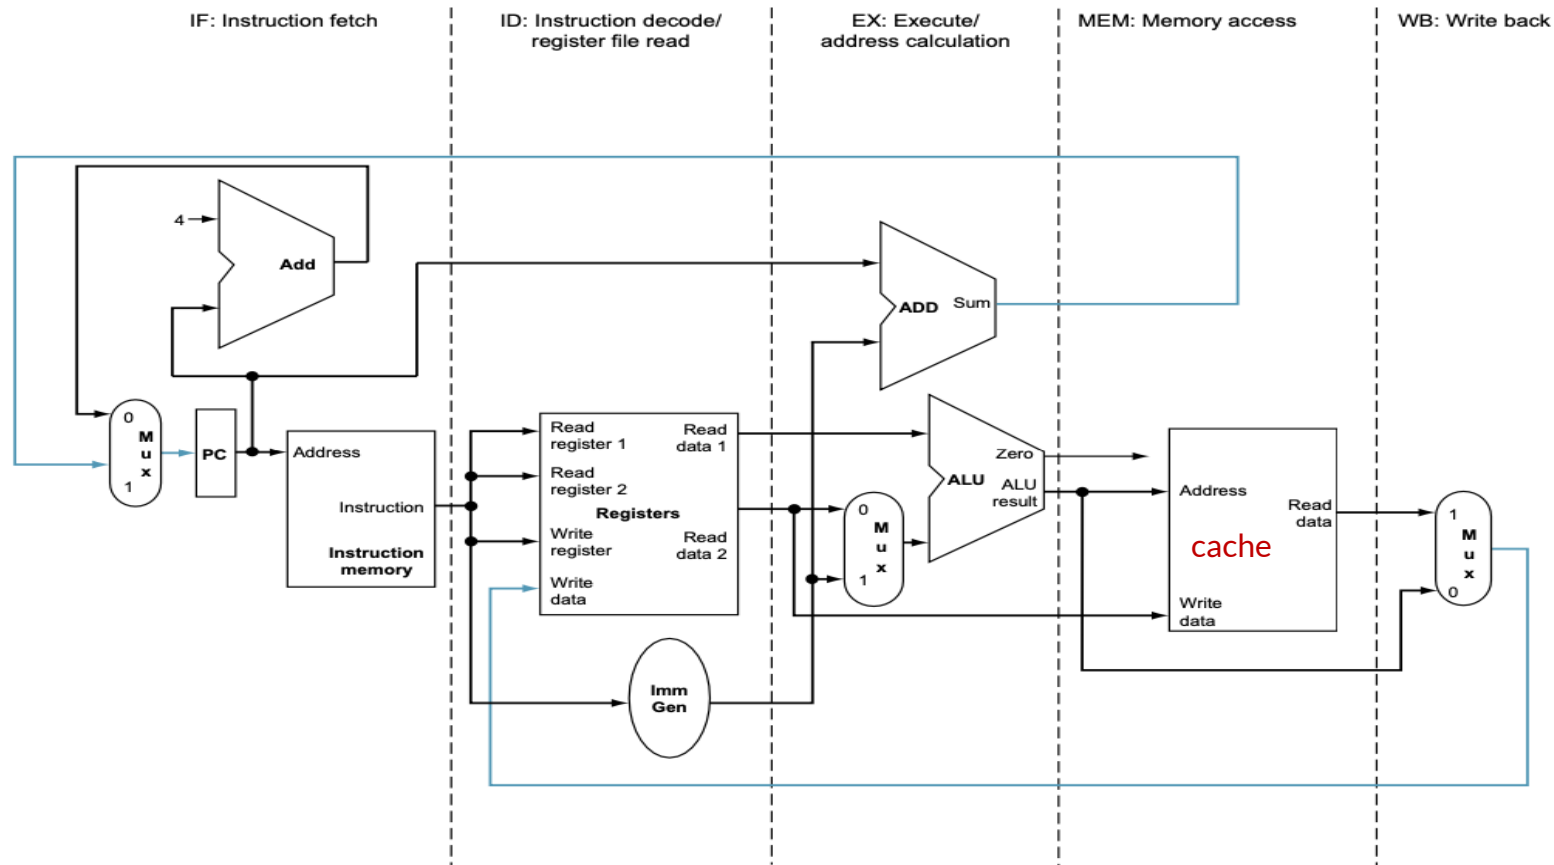 IF: Instruction fetch
ID: Instruction decode/
register file read
EX: Execute/
address calculation
MEM: Memory access
WB: Write back
4
Add
ADD
Sum
0
M
u
x
1
PC
Address
Instruction
Instruction
memory
Read
register 1
Read
register 2
Write
register
Write
data
Registers
Read
data 1
Read
data 2
Imm
Gen
0
M
u
x
1
Zero
ALU
ALU
result
Address
Read
data
cache
Write
data
1
M
u
x
0